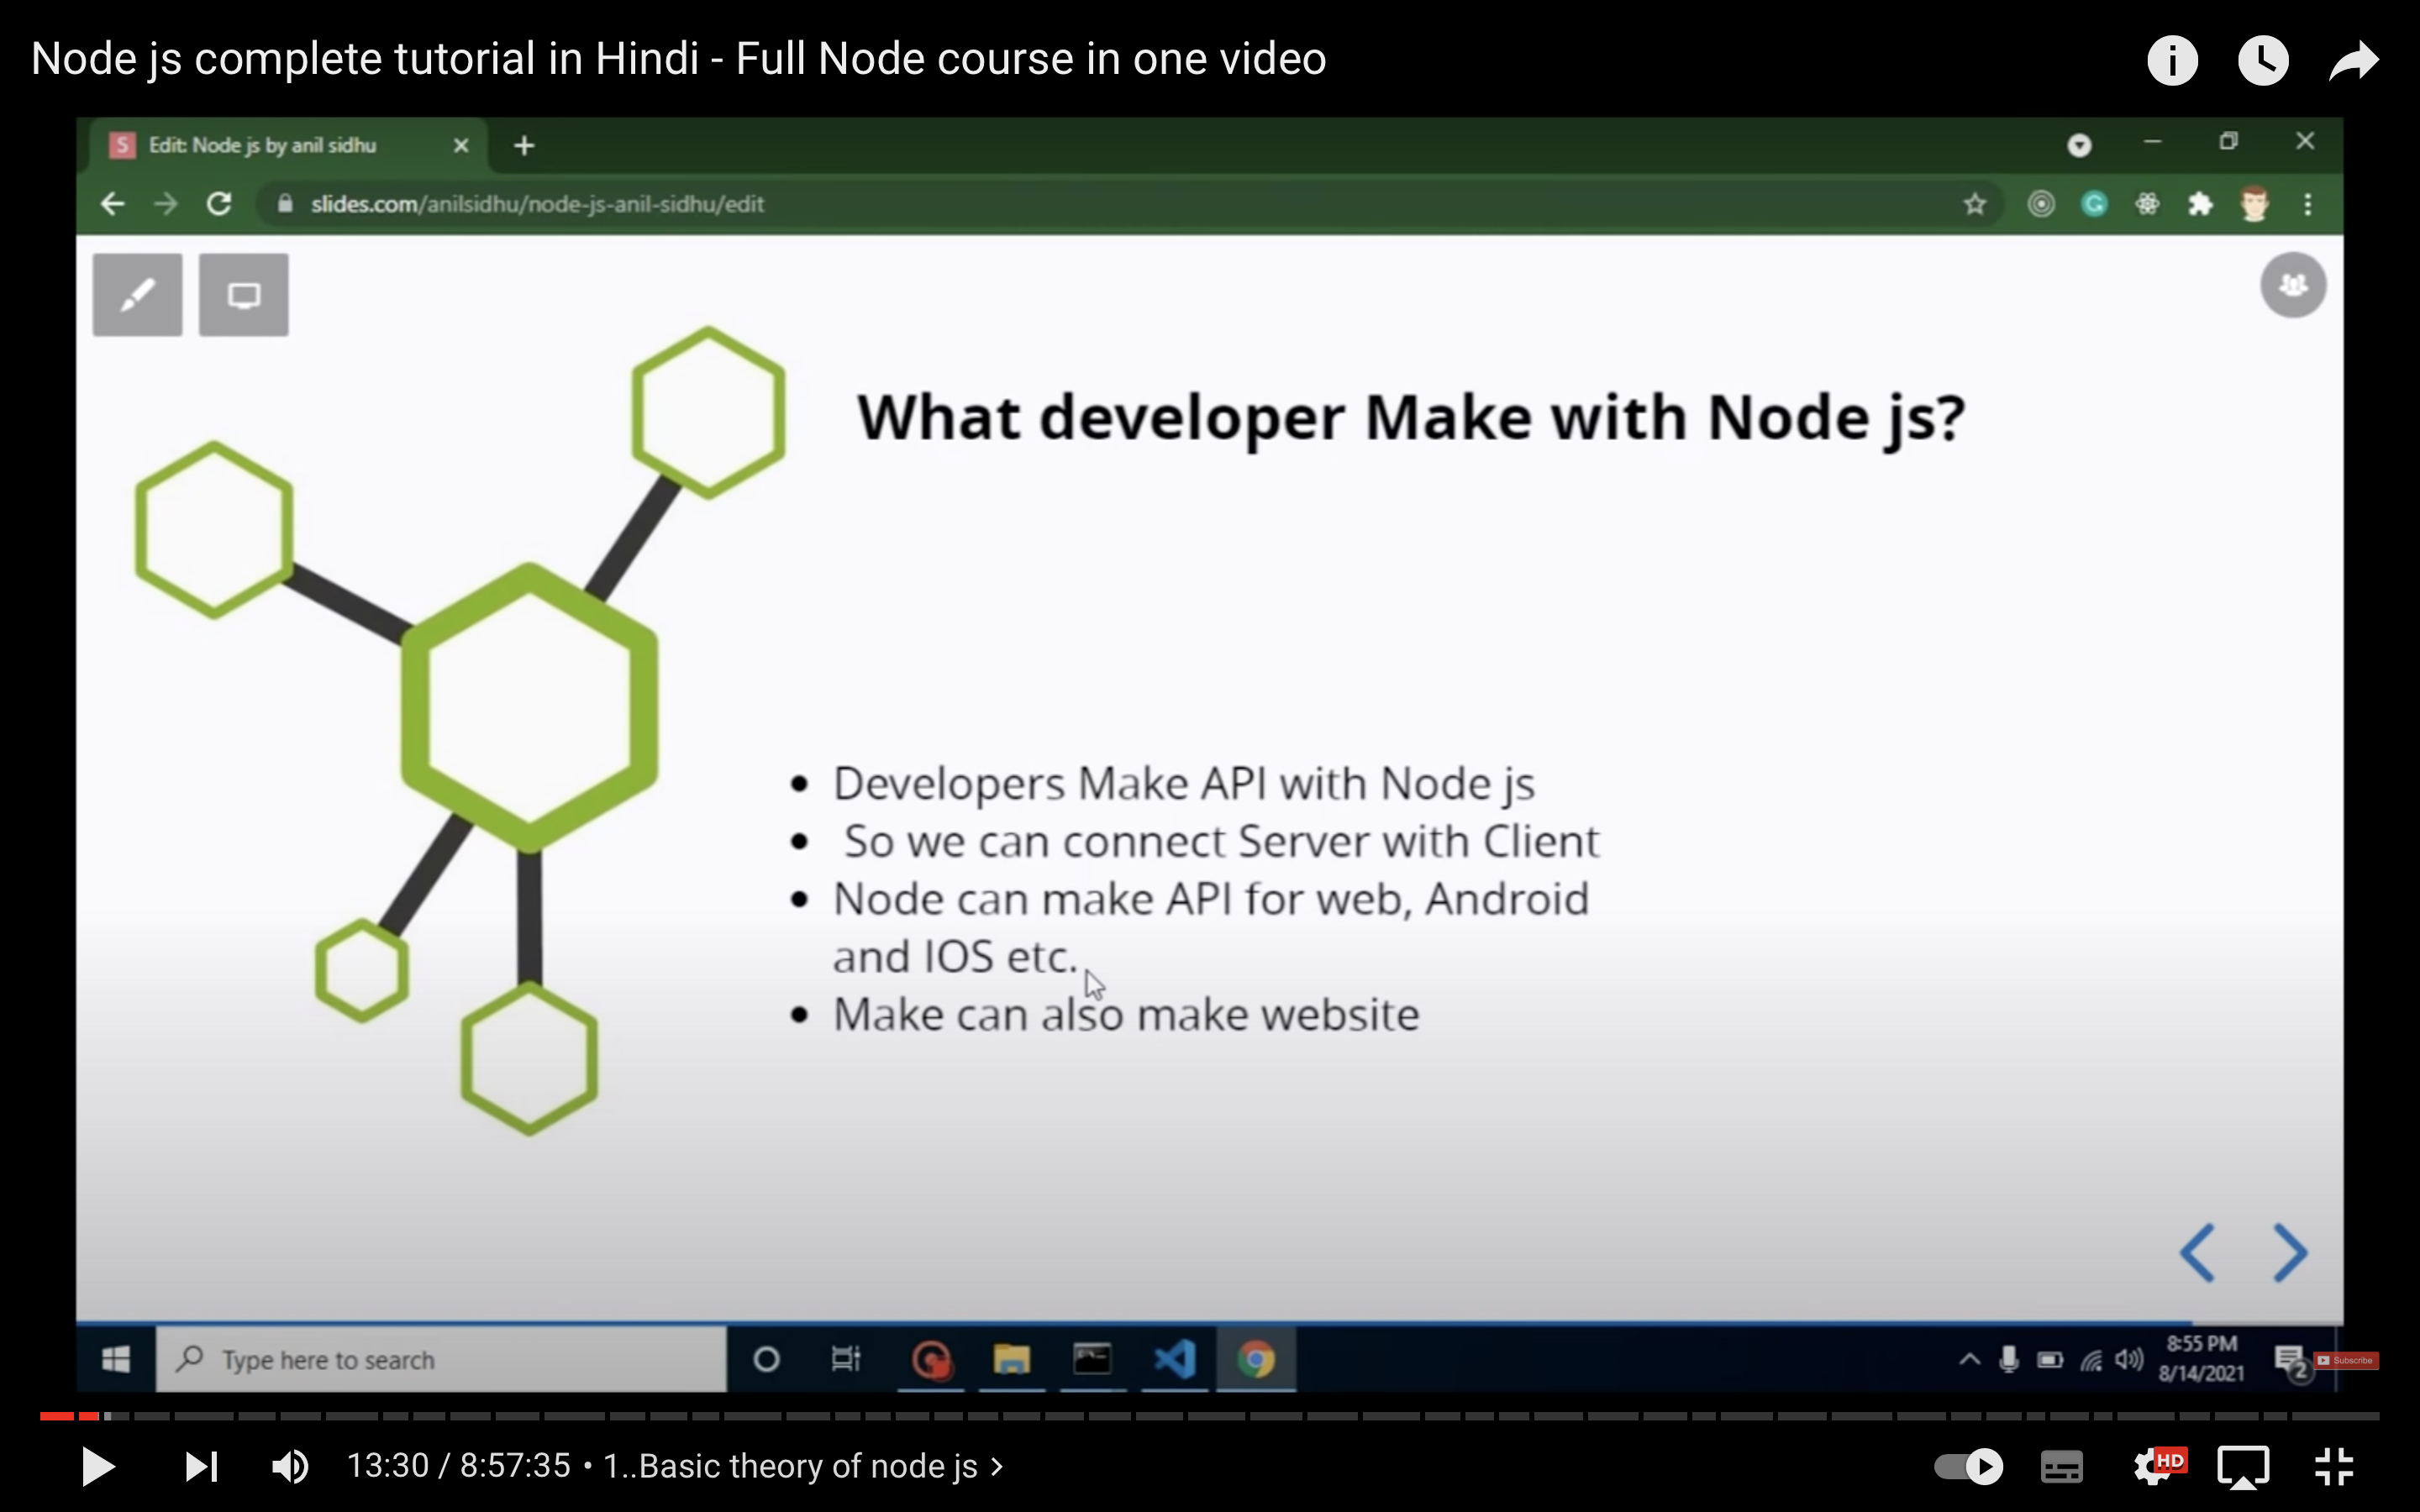 Node js complete tutorial in Hindi - Full Node course in one video
S Edit: Node js by anil sidhu
slides.com/anilsidhu/node-js-anil-sidhu/edit
What developer Make with Node js?
• Developers Make API with Node js
• So we can connect Server with Client
• Node can make API for web, Android
and IOS etc.
• Make can also make website
Type here to search
8:55 PM
8/14/2021
2
Subscribe
13:30 / 8:57:35 • 1..Basic theory of node js >
HD